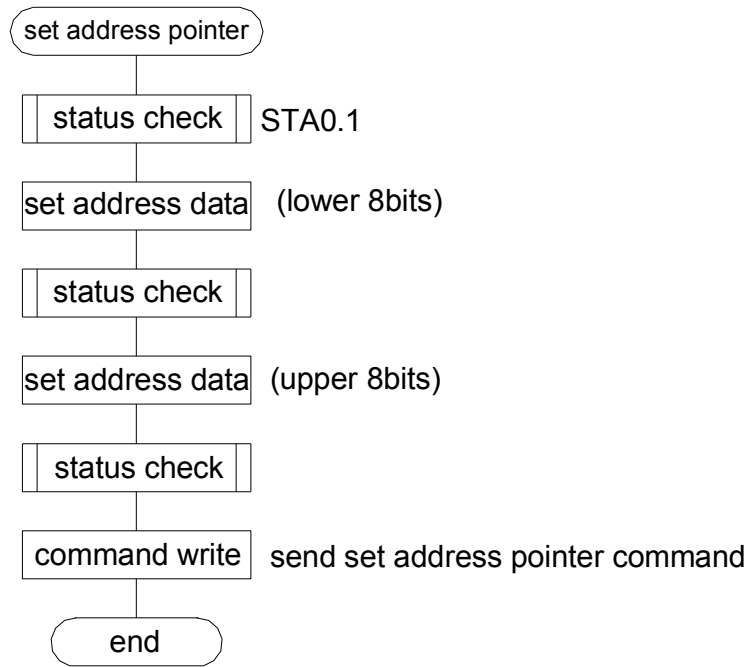 set address pointer
status check STA0.1
set address data (lower 8bits)
status check
set address data (upper 8bits)
status check
command write send set address pointer command
end